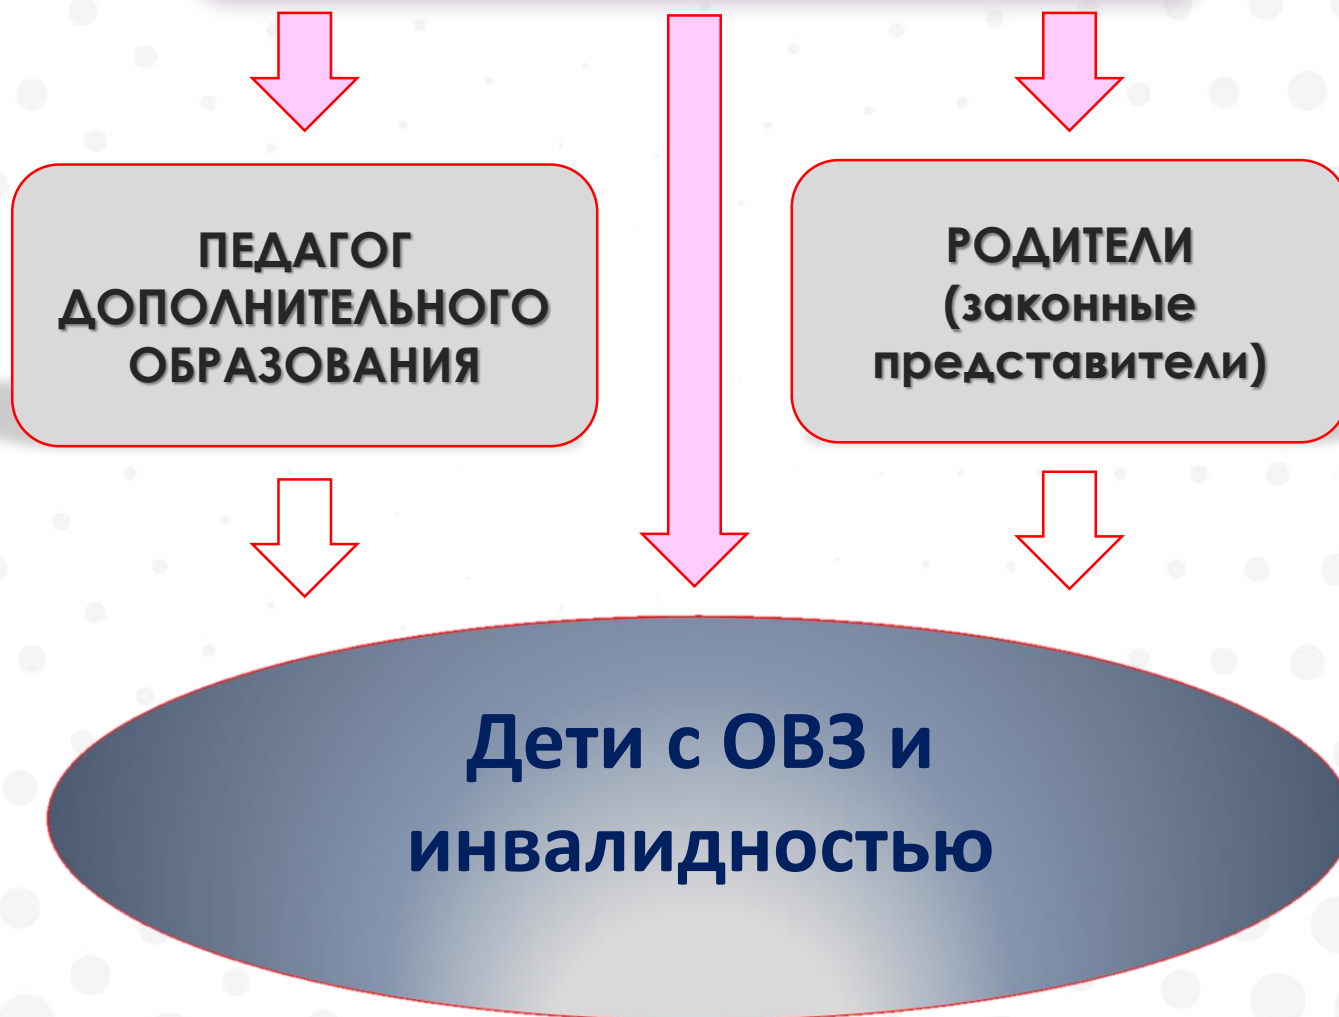 ПЕДАГОГ
ДОПОЛНИТЕЛЬНОГО
ОБРАЗОВАНИЯ
РОДИТЕЛИ
(законные
представители)
Дети с ОВЗ и
инвалидностью